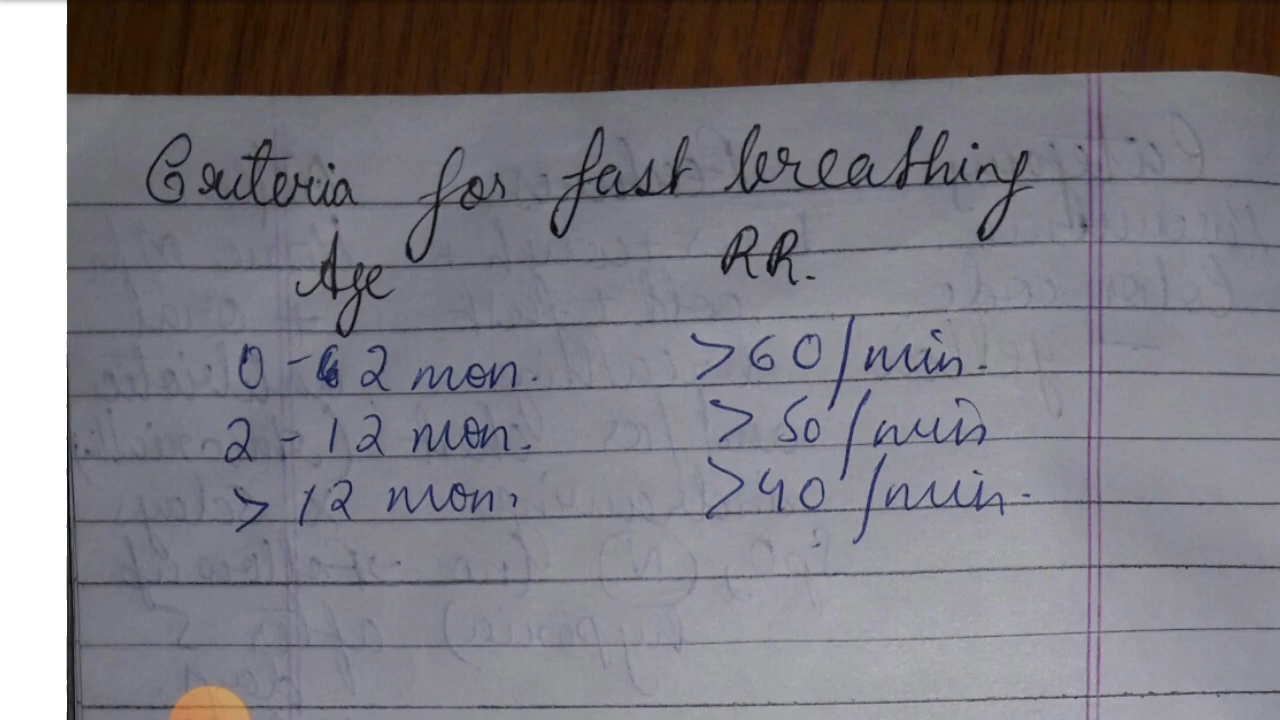 Criteria for fast breathing
Age RR.
0 - 2 mon. >60/min.
2 - 12 mon. >50/min
> 12 mon. >40/min.